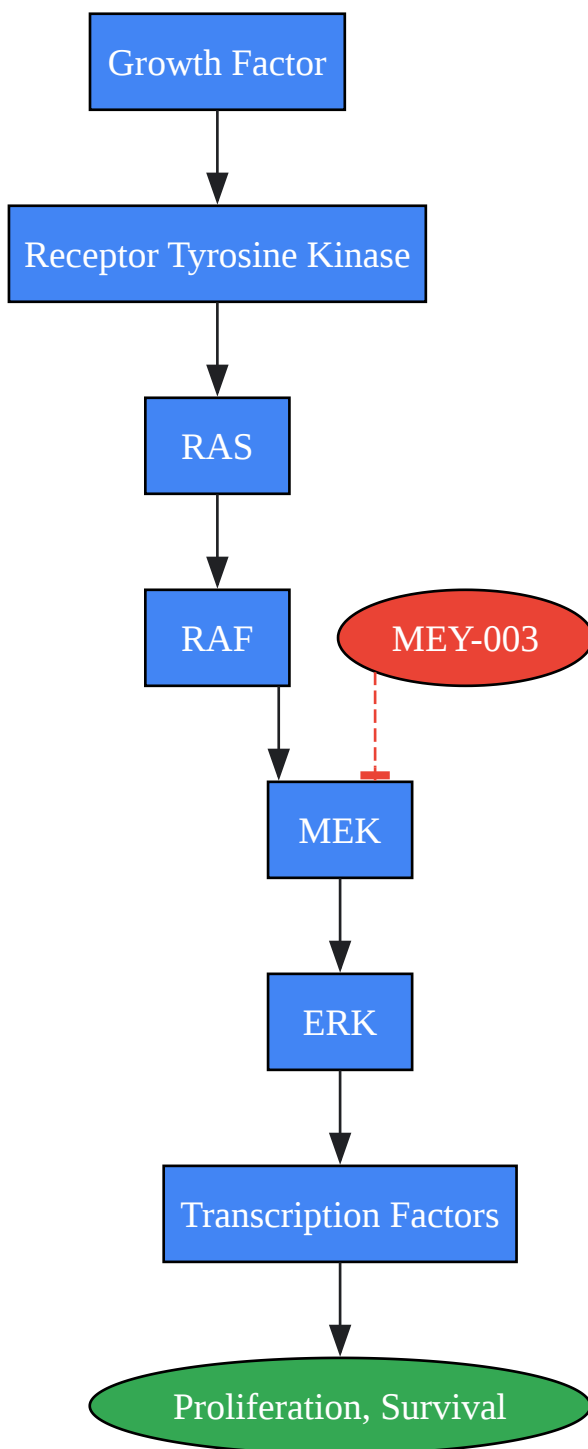 Growth Factor
Receptor Tyrosine Kinase
RAS
RAF
MEY-003
MEK
ERK
Transcription Factors
Proliferation, Survival